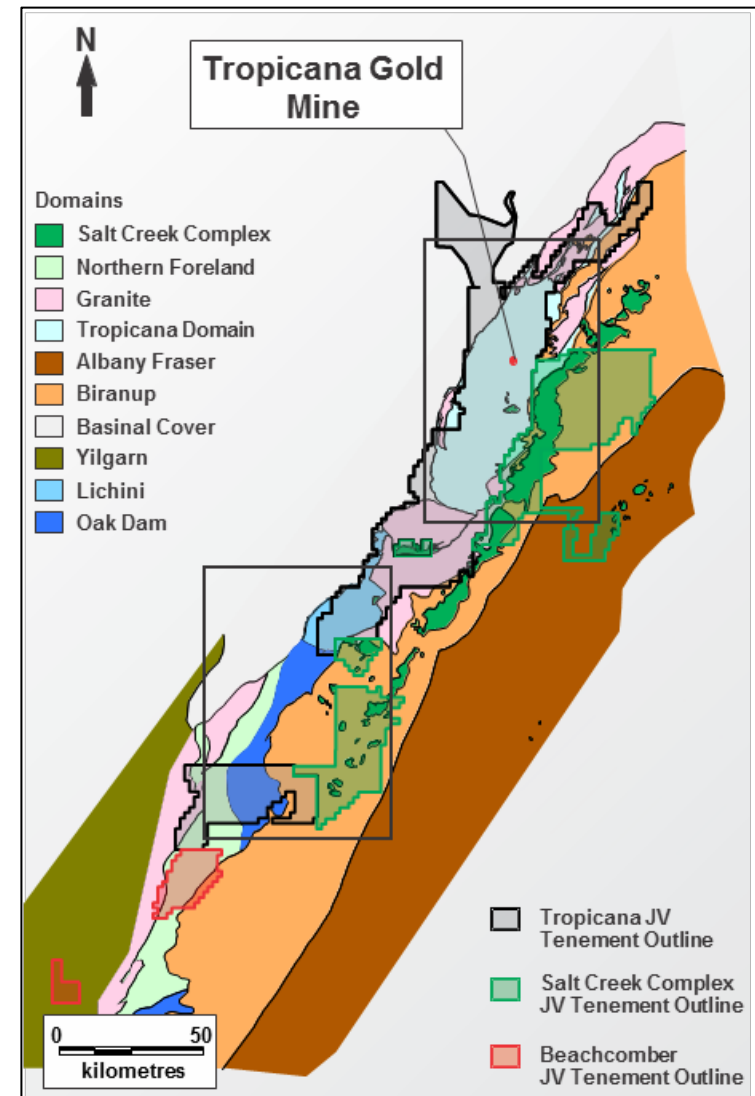 N
Tropicana Gold
Mine
Domains
Salt Creek Complex
Northern Foreland
Granite
Tropicana Domain
Albany Fraser
Biranup
Basinal Cover
Yilgarn
Lichini
Oak Dam
Tropicana JV
Tenement Outline
Salt Creek Complex
JV Tenement Outline
Beachcomber
JV Tenement Outline
0 50
kilometres